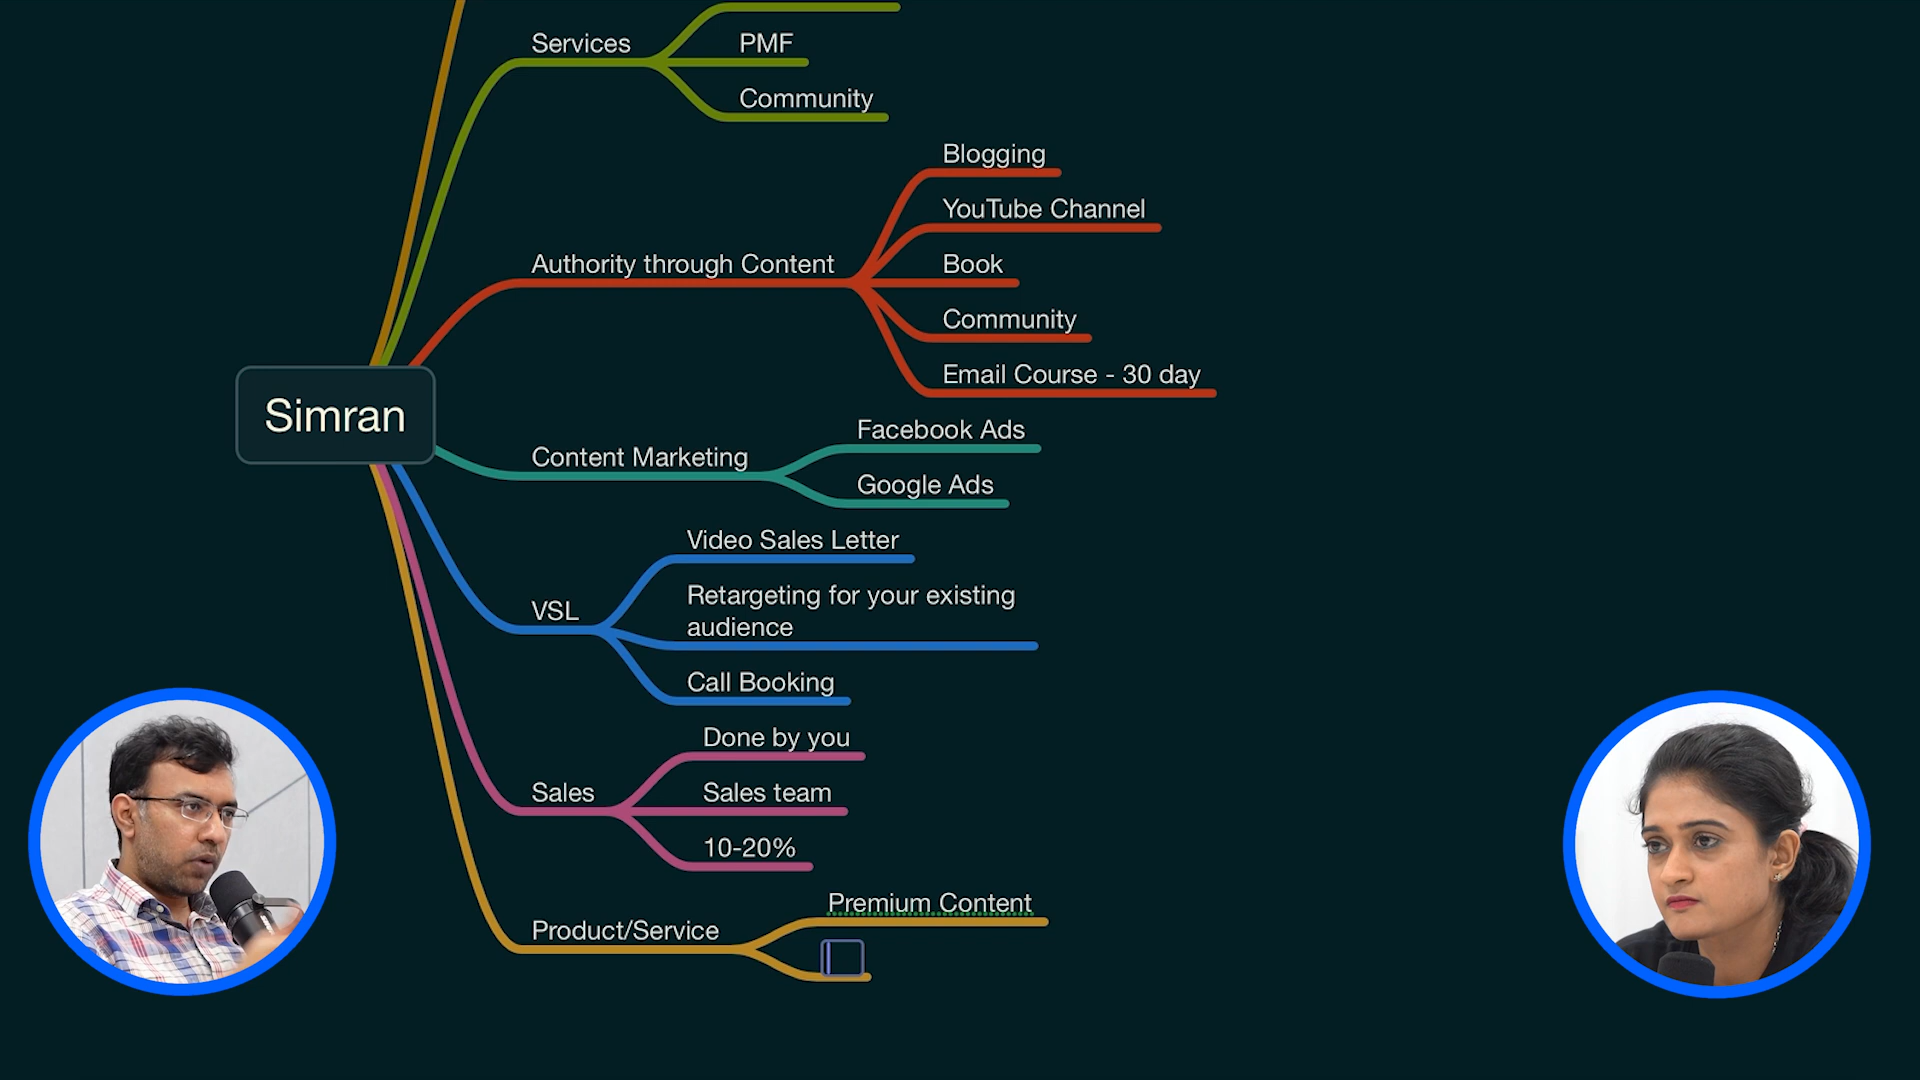 Services
PMF
Community
Authority through Content
Blogging
YouTube Channel
Book
Community
Email Course - 30 day
Simran
Content Marketing
Facebook Ads
Google Ads
VSL
Video Sales Letter
Retargeting for your existing
audience
Call Booking
Sales
Done by you
Sales team
10-20%
Product/Service
Premium Content